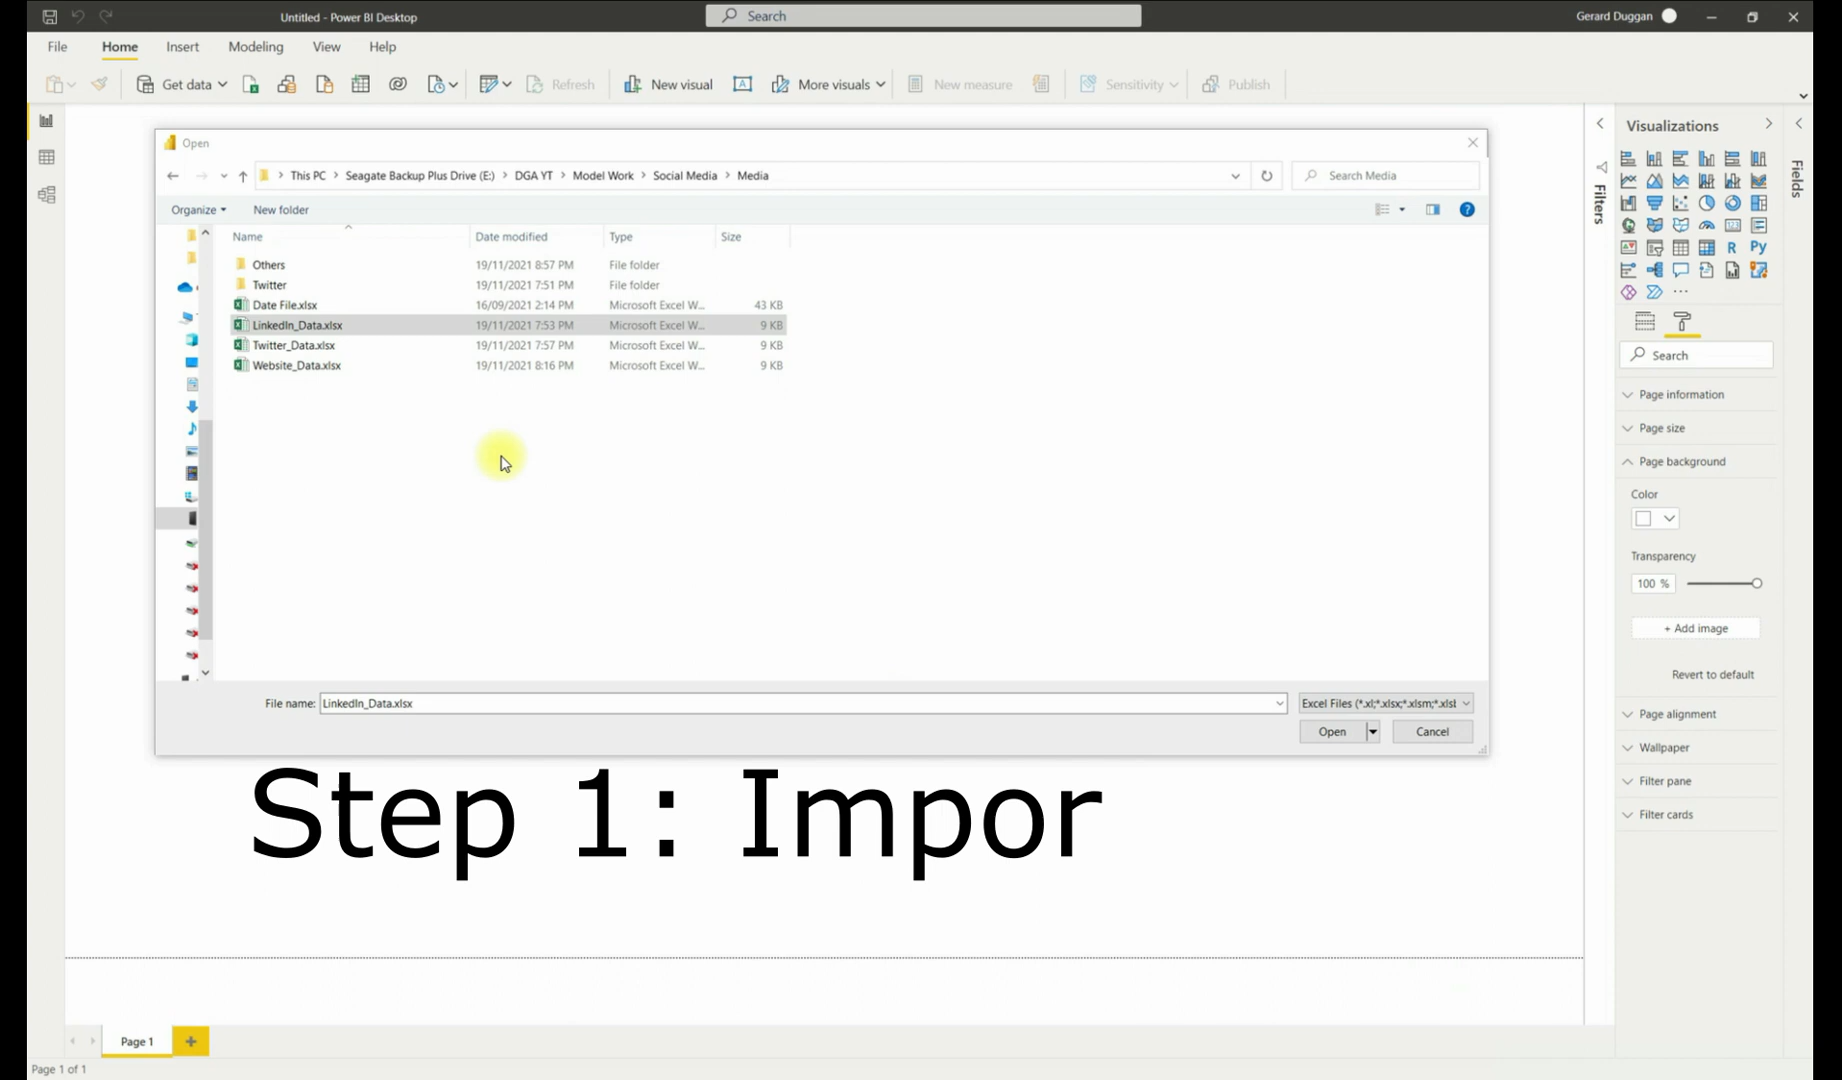 Untitled - Power BI Desktop
Search
Gerard Duggan
File Home Insert Modeling View Help
Get data Refresh New visual More visuals New measure Sensitivity Publish
Open
This PC > Seagate Backup Plus Drive (E:) > DGA YT > Model Work > Social Media > Media
Search Media
Organize New folder
Name Date modified Type Size
Others 19/11/2021 8:57 PM File folder
Twitter 19/11/2021 7:51 PM File folder
Date File.xlsx 16/09/2021 2:14 PM Microsoft Excel W... 43 KB
LinkedIn_Data.xlsx 19/11/2021 7:53 PM Microsoft Excel W... 9 KB
Twitter_Data.xlsx 19/11/2021 7:57 PM Microsoft Excel W... 9 KB
Website_Data.xlsx 19/11/2021 8:16 PM Microsoft Excel W... 9 KB
File name: LinkedIn_Data.xlsx
Excel Files (*.xl;*.xlsx;*.xlsm;*.xlsl
Open Cancel
Step 1: Impor
Filters
Visualizations
R Py
Search
Page information
Page size
Page background
Color
Transparency
100 %
+ Add image
Revert to default
Page alignment
Wallpaper
Filter pane
Filter cards
Fields
Page 1
+
Page 1 of 1